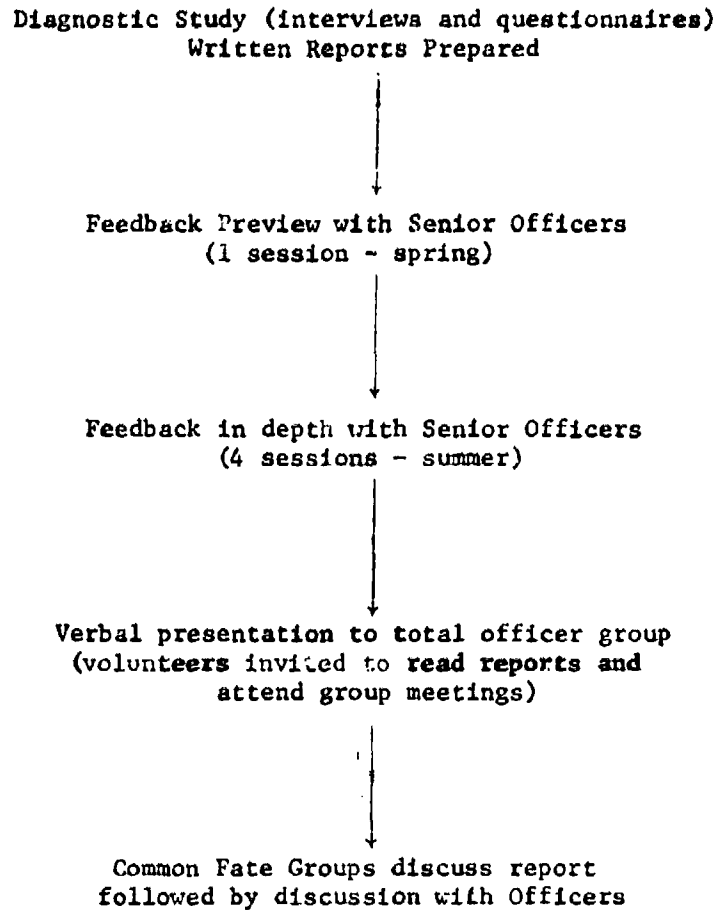 Diagnostic Study (interviews and questionnaires)
Written Reports Prepared
Feedback Preview with Senior Officers
(1 session - spring)
Feedback in depth with Senior Officers
(4 sessions - summer)
Verbal presentation to total officer group
(volunteers invited to read reports and
attend group meetings)
Common Fate Groups discuss report
followed by discussion with Officers